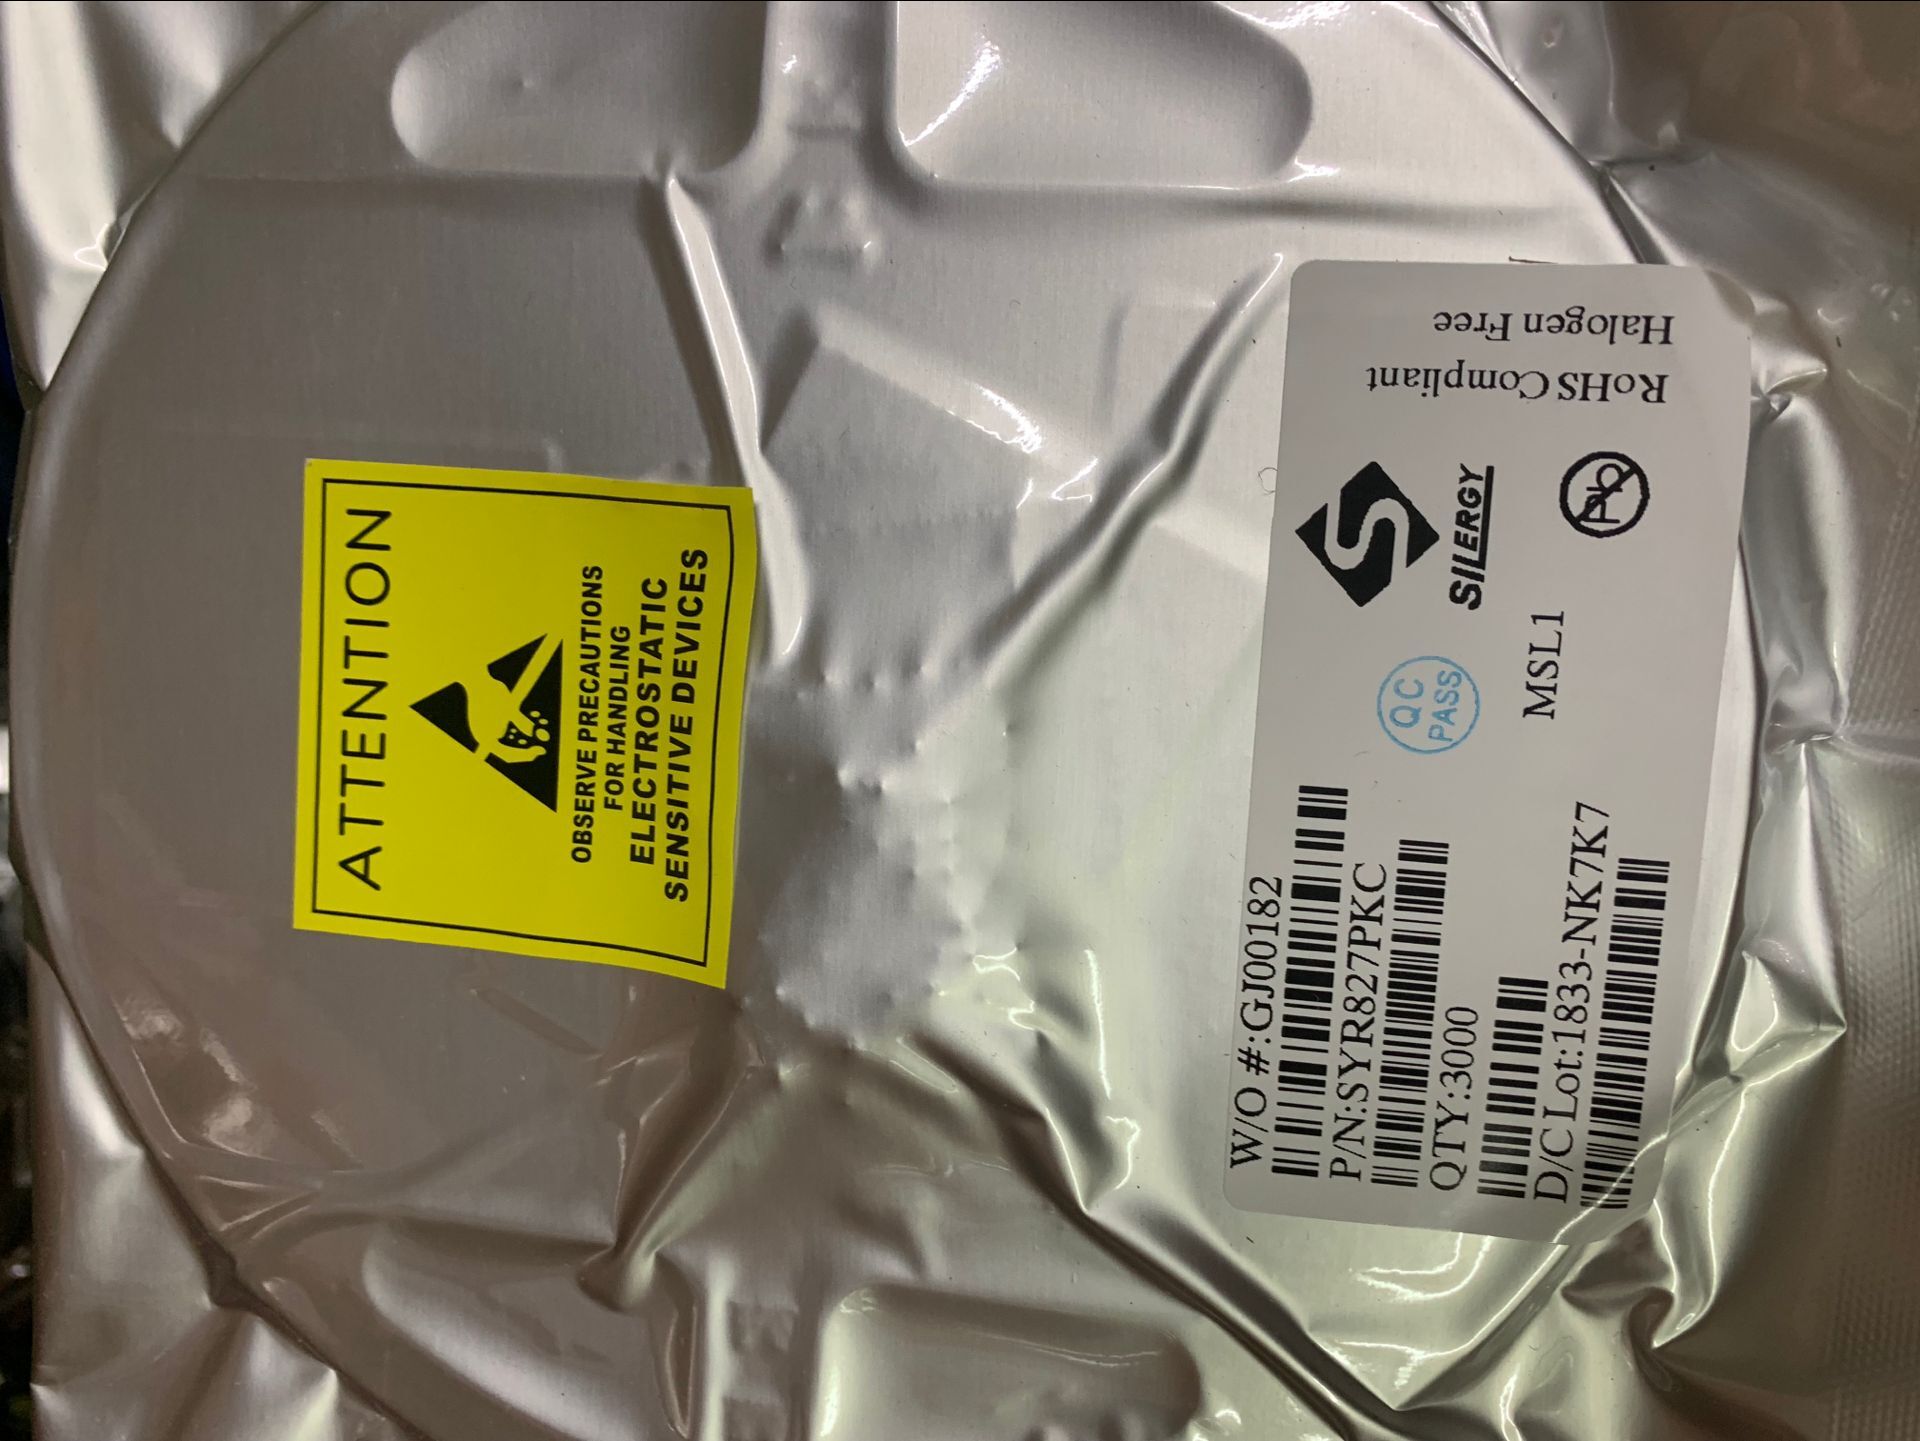 ATTENTION
OBSERVE PRECAUTIONS
FOR HANDLING
ELECTROSTATIC
SENSITIVE DEVICES
W/O #:GJ00182
P/N:SYR827PKC
QTY:3000
D/C Lot:1833-NK7K7
QC
PASS
MSL1
SILERGY
Pb
RoHS Compliant
Halogen Free